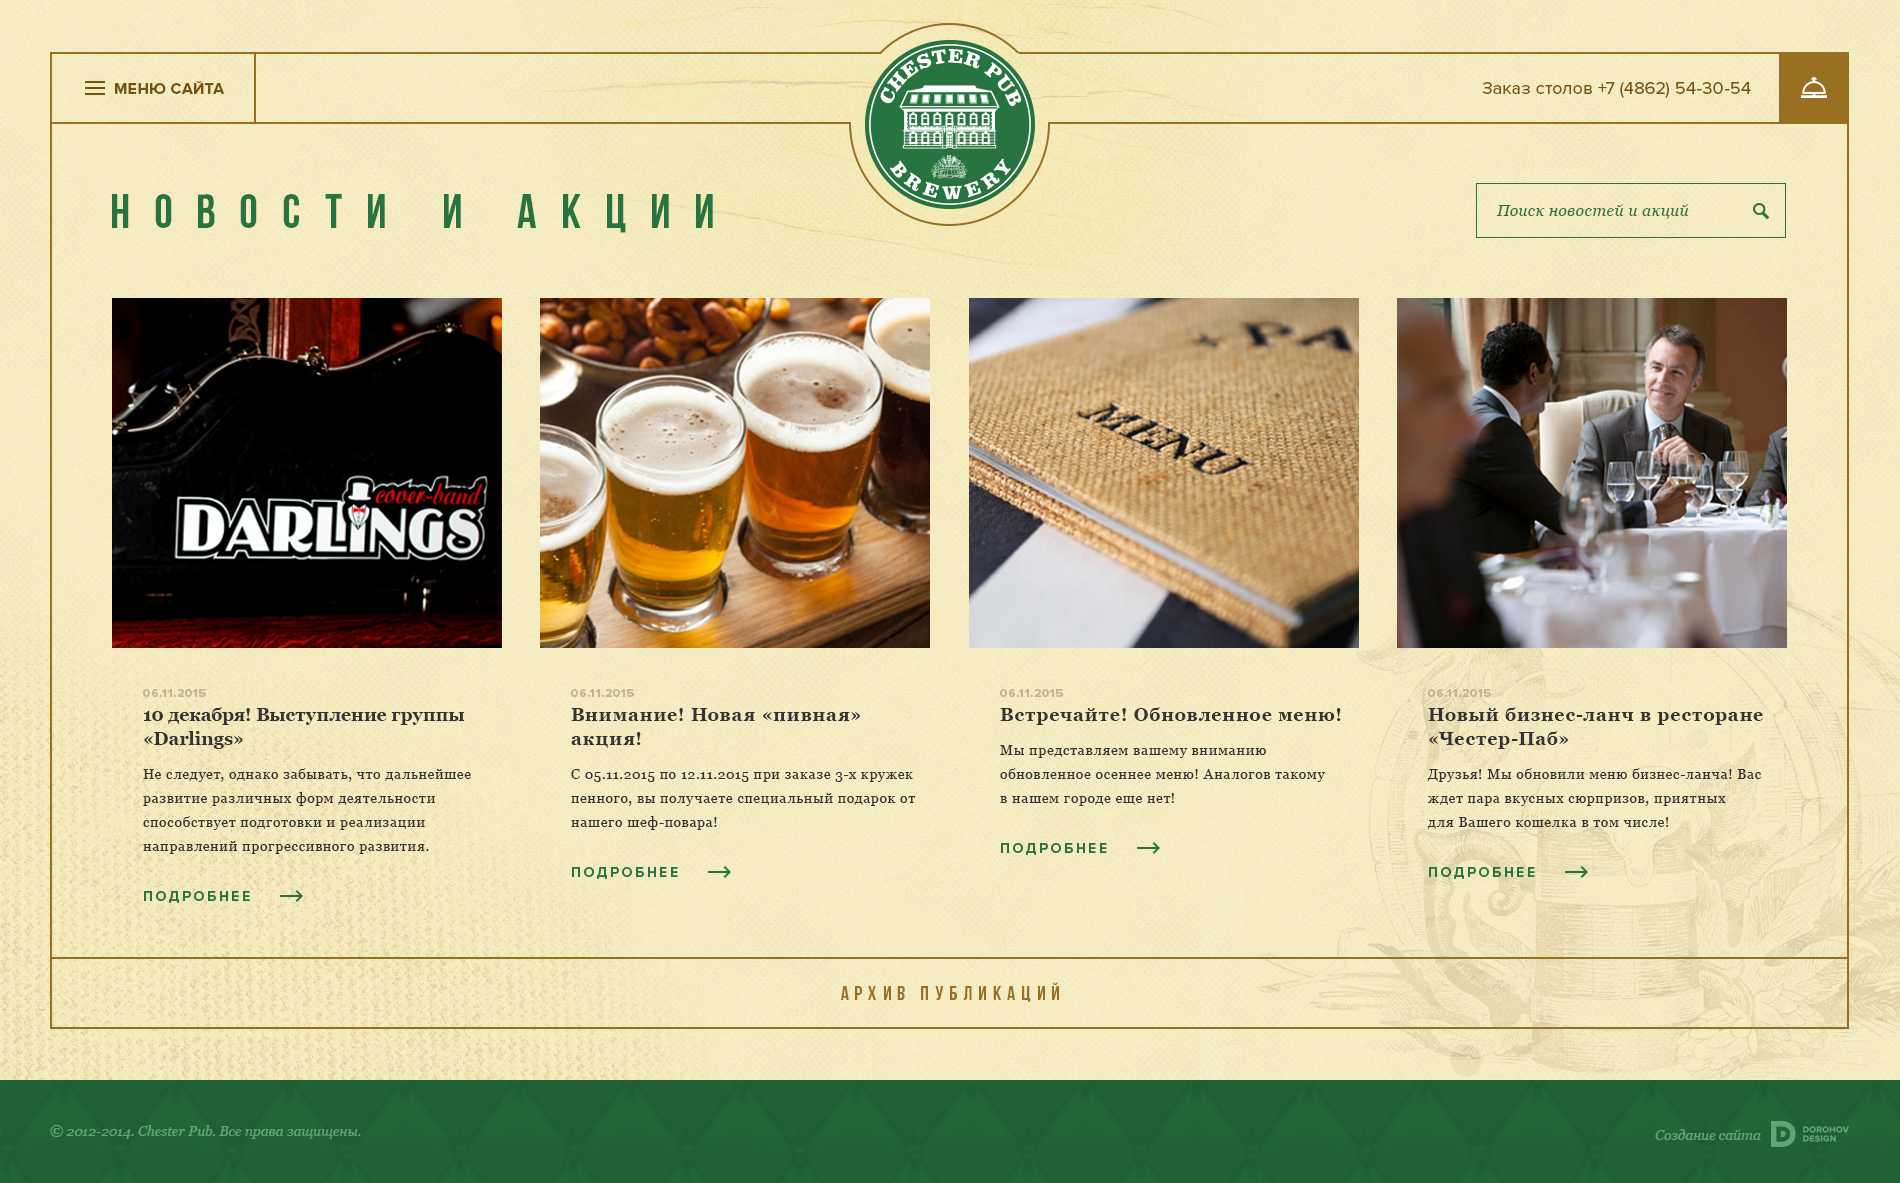 МЕНЮ САЙТА
CHESTER PUB
BREWERY
Заказ столов +7 (4862) 54-30-54
НОВОСТИ И АКЦИИ
Поиск новостей и акций
cover-band
DARLINGS
PA
MENU
06.11.2015
10 декабря! Выступление группы
«Darlings»
Не следует, однако забывать, что дальнейшее
развитие различных форм деятельности
способствует подготовки и реализации
направлений прогрессивного развития.
ПОДРОБНЕЕ
06.11.2015
Внимание! Новая «пивная»
акция!
С 05.11.2015 по 12.11.2015 при заказе 3-х кружек
пенного, вы получаете специальный подарок от
нашего шеф-повара!
ПОДРОБНЕЕ
06.11.2015
Встречайте! Обновленное меню!
Мы представляем вашему вниманию
обновленное осеннее меню! Аналогов такому
в нашем городе еще нет!
ПОДРОБНЕЕ
06.11.2015
Новый бизнес-ланч в ресторане
«Честер-Паб»
Друзья! Мы обновили меню бизнес-ланча! Вас
ждет пара вкусных сюрпризов, приятных
для Вашего кошелка в том числе!
ПОДРОБНЕЕ
АРХИВ ПУБЛИКАЦИЙ
© 2012-2014. Chester Pub. Все права защищены.
Создание сайта
DOROHOV
DESIGN